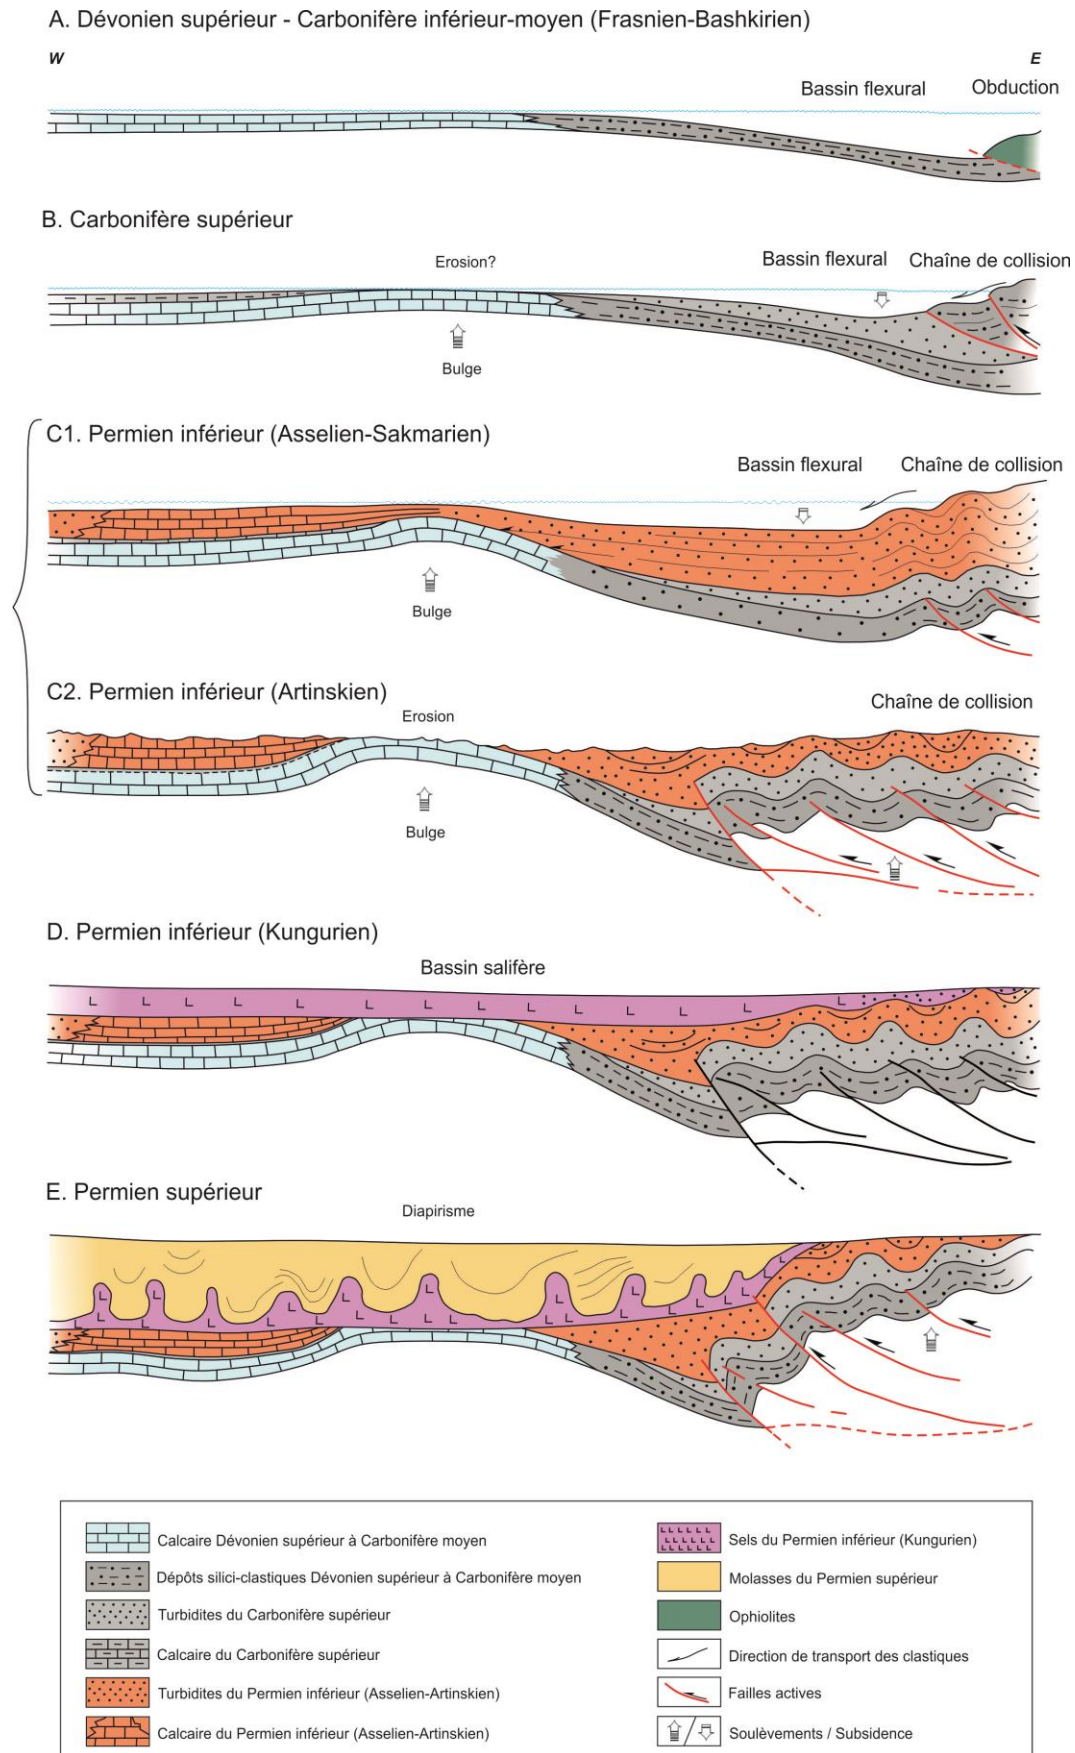 A. Dévonien supérieur - Carbonifère inférieur-moyen (Frasnien-Bashkirien)
W
E
Bassin flexural
Obduction
B. Carbonifère supérieur
Erosion?
Bassin flexural
Chaîne de collision
Bulge
C1. Permien inférieur (Asselien-Sakmarien)
Bassin flexural
Chaîne de collision
Bulge
C2. Permien inférieur (Artinskien)
Erosion
Chaîne de collision
Bulge
D. Permien inférieur (Kungurien)
Bassin salifère
E. Permien supérieur
Diapirisme
Calcaire Dévonien supérieur à Carbonifère moyen
Dépôts silici-clastiques Dévonien supérieur à Carbonifère moyen
Turbidites du Carbonifère supérieur
Calcaire du Carbonifère supérieur
Turbidites du Permien inférieur (Asselien-Artinskien)
Calcaire du Permien inférieur (Asselien-Artinskien)
Sels du Permien inférieur (Kungurien)
Molasses du Permien supérieur
Ophiolites
Direction de transport des clastiques
Failles actives
Soulèvements / Subsidence